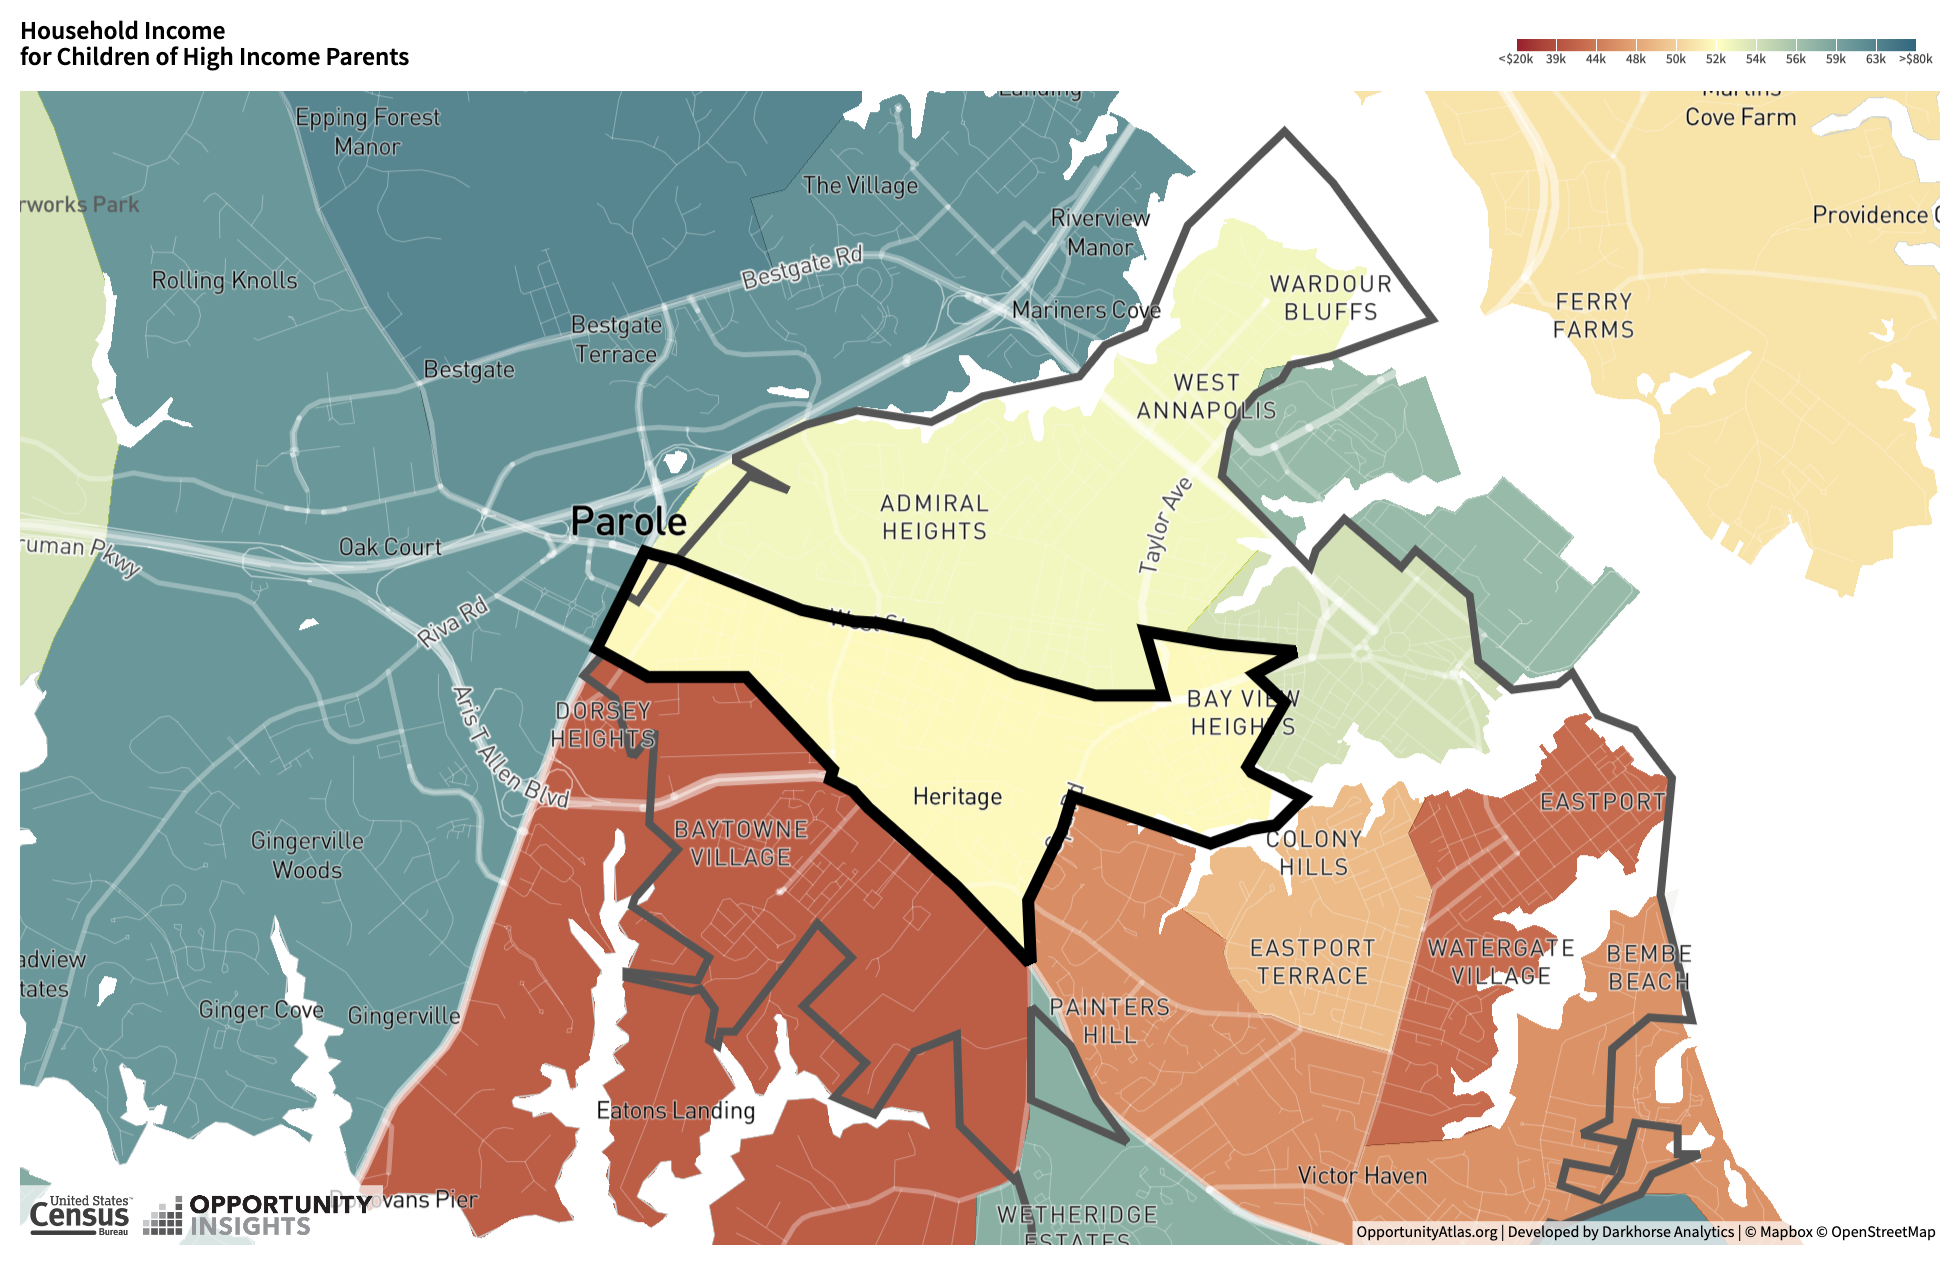 Household Income
for Children of High Income Parents
<$20k 39k 44k 48k 50k 52k 54k 56k 59k 63k >$80k
Landing
Martins
Cove Farm
Epping Forest
Manor
The Village
rworks Park
Riverview
Manor
Providence
Bestgate Rd
Rolling Knolls
WARDOUR
BLUFFS
Mariners Cove
FERRY
FARMS
Bestgate
Terrace
Bestgate
WEST
ANNAPOLIS
ADMIRAL
HEIGHTS
Taylor Ave
Parole
Oak Court
ruman Pkwy
Riva Rd
West St
Aris T Allen Blvd
DORSEY
HEIGHTS
BAY VIEW
HEIGHTS
Heritage
EASTPORT
BAYTOWNE
VILLAGE
Gingerville
Woods
COLONY
HILLS
Rd
EASTPORT
TERRACE
WATERGATE
VILLAGE
BEMBE
BEACH
adview
tates
Ginger Cove
Gingerville
PAINTERS
HILL
Eatons Landing
Victor Haven
vans Pier
WETHERIDGE
ESTATES
United States™
Census
Bureau
OPPORTUNITY
INSIGHTS
OpportunityAtlas.org | Developed by Darkhorse Analytics | © Mapbox © OpenStreetMap